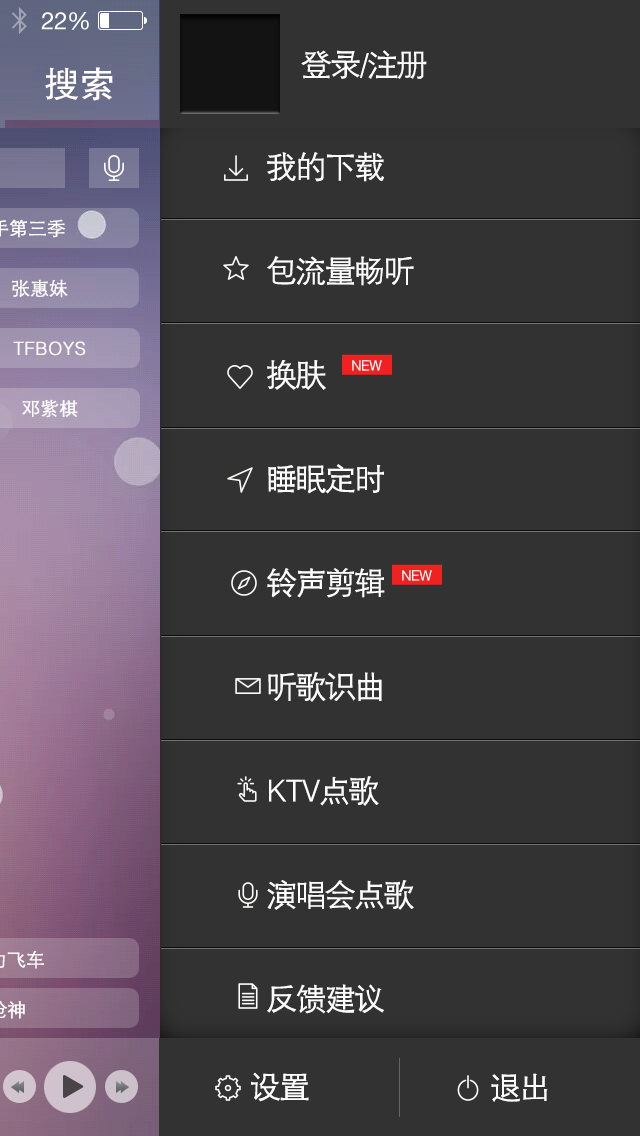 22%
搜索
手第三季
张惠妹
TFBOYS
邓紫棋
飞车
神
登录/注册
我的下载
包流量畅听
换肤 NEW
睡眠定时
铃声剪辑 NEW
听歌识曲
KTV点歌
演唱会点歌
反馈建议
设置
退出